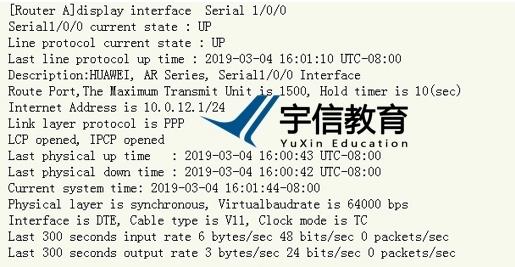 [Router A]display interface  Serial 1/0/0
Serial1/0/0 current state : UP
Line protocol current state : UP
Last line protocol up time : 2019-03-04 16:01:10 UTC-08:00
Description:HUAWEI, AR Series, Serial1/0/0 Interface
Route Port,The Maximum Transmit Unit is 1500, Hold timer is 10(sec)
Internet Address is 10.0.12.1/24
Link layer protocol is PPP
LCP opened, IPCP opened
宇信教育
YuXin Education
Last physical up time   : 2019-03-04 16:00:43 UTC-08:00
Last physical down time : 2019-03-04 16:00:42 UTC-08:00
Current system time: 2019-03-04 16:01:44-08:00
Physical layer is synchronous, Virtualbaudrate is 64000 bps
Interface is DTE, Cable type is V11, Clock mode is TC
Last 300 seconds input rate 6 bytes/sec 48 bits/sec 0 packets/sec
Last 300 seconds output rate 3 bytes/sec 24 bits/sec 0 packets/sec